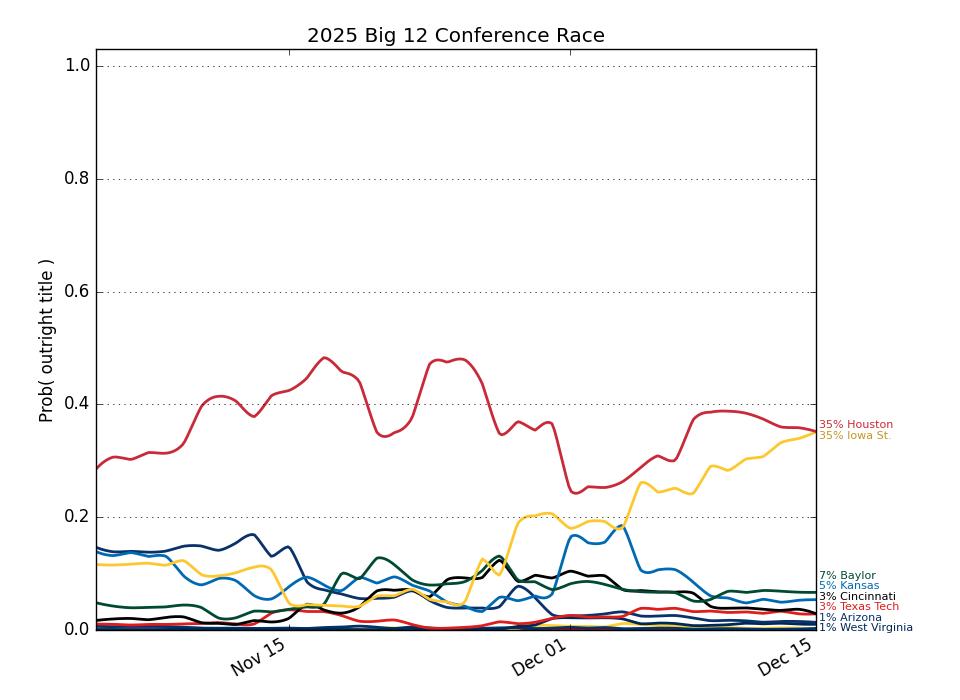 2025 Big 12 Conference Race
Prob( outright title )
1.0
0.8
0.6
0.4
0.2
0.0
35% Houston
35% Iowa St.
7% Baylor
5% Kansas
3% Cincinnati
3% Texas Tech
1% Arizona
1% West Virginia
Nov 15
Dec 01
Dec 15